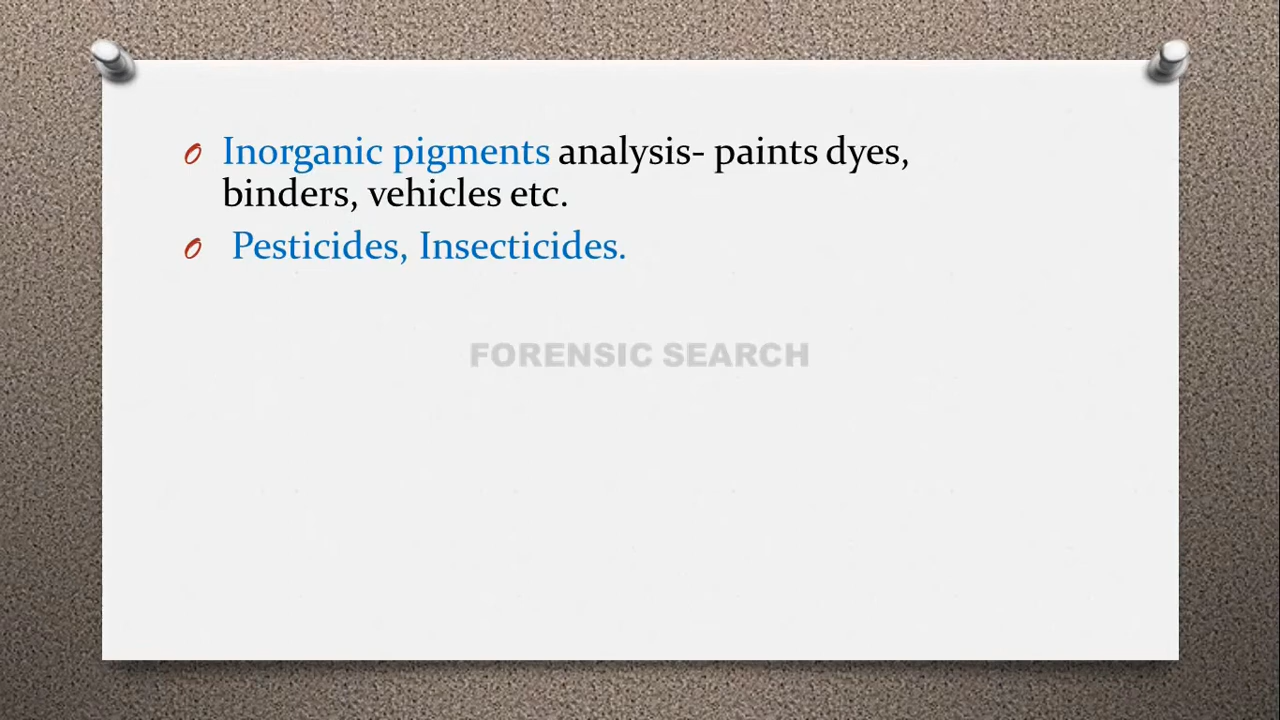 Inorganic pigments analysis- paints dyes,
binders, vehicles etc.
Pesticides, Insecticides.
FORENSIC SEARCH